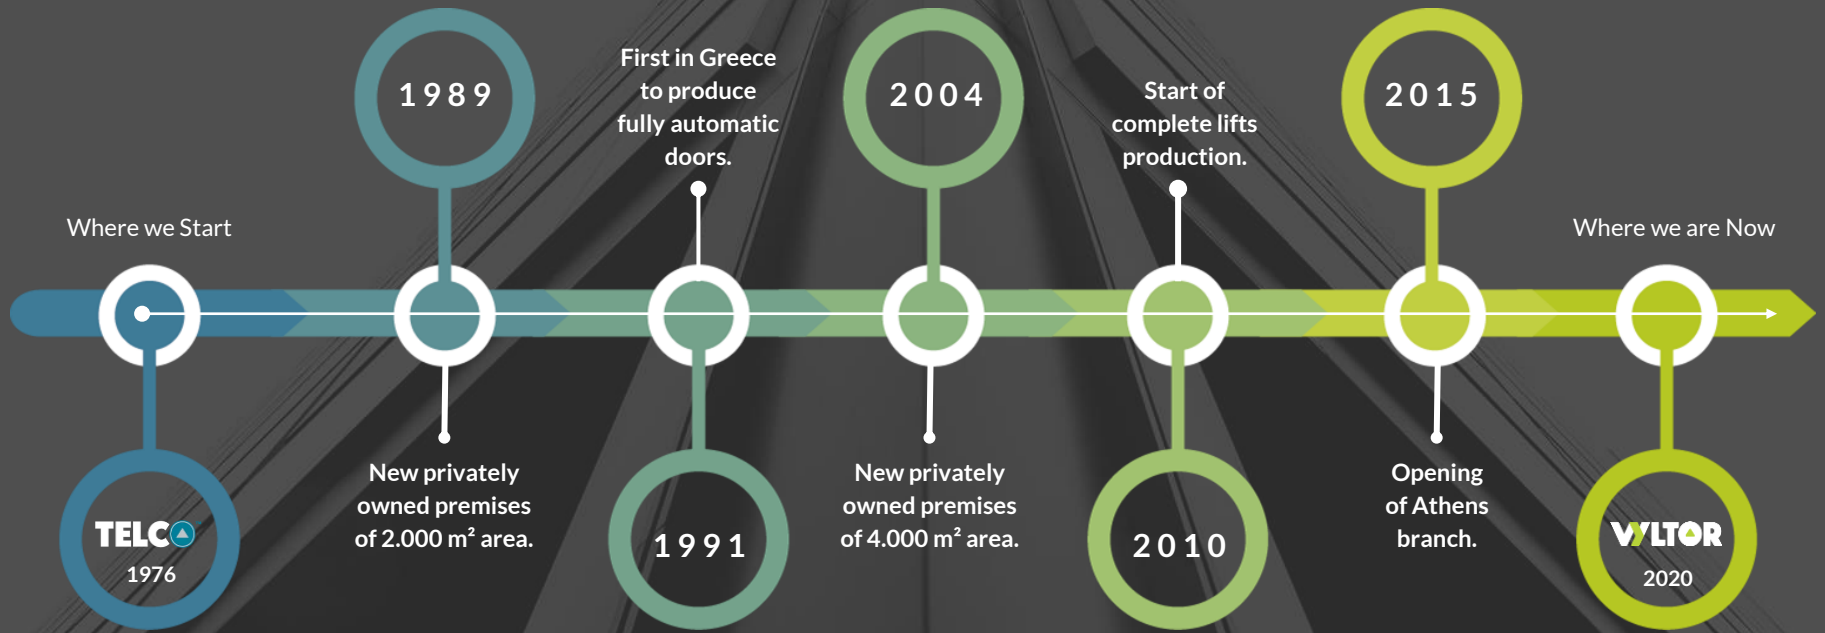 Where we Start
TELCO
1976
1989
New privately
owned premises
of 2.000 m² area.
First in Greece
to produce
fully automatic
doors.
1991
2004
New privately
owned premises
of 4.000 m² area.
Start of
complete lifts
production.
2010
2015
Opening
of Athens
branch.
Where we are Now
VYLTOR
2020